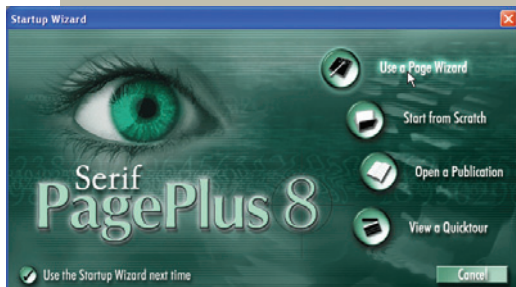 Startup Wizard
Use a Page Wizard
Start from Scratch
Open a Publication
View a Quicktour
Serif
PagePlus 8
Use the Startup Wizard next time
Cancel